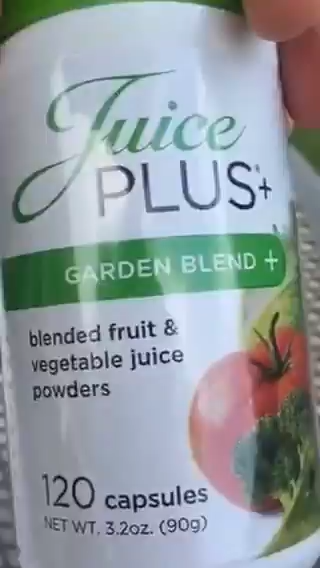 Juice
PLUS+
GARDEN BLEND +
blended fruit &
vegetable juice
powders
120 capsules
NET WT. 3.2oz. (90g)